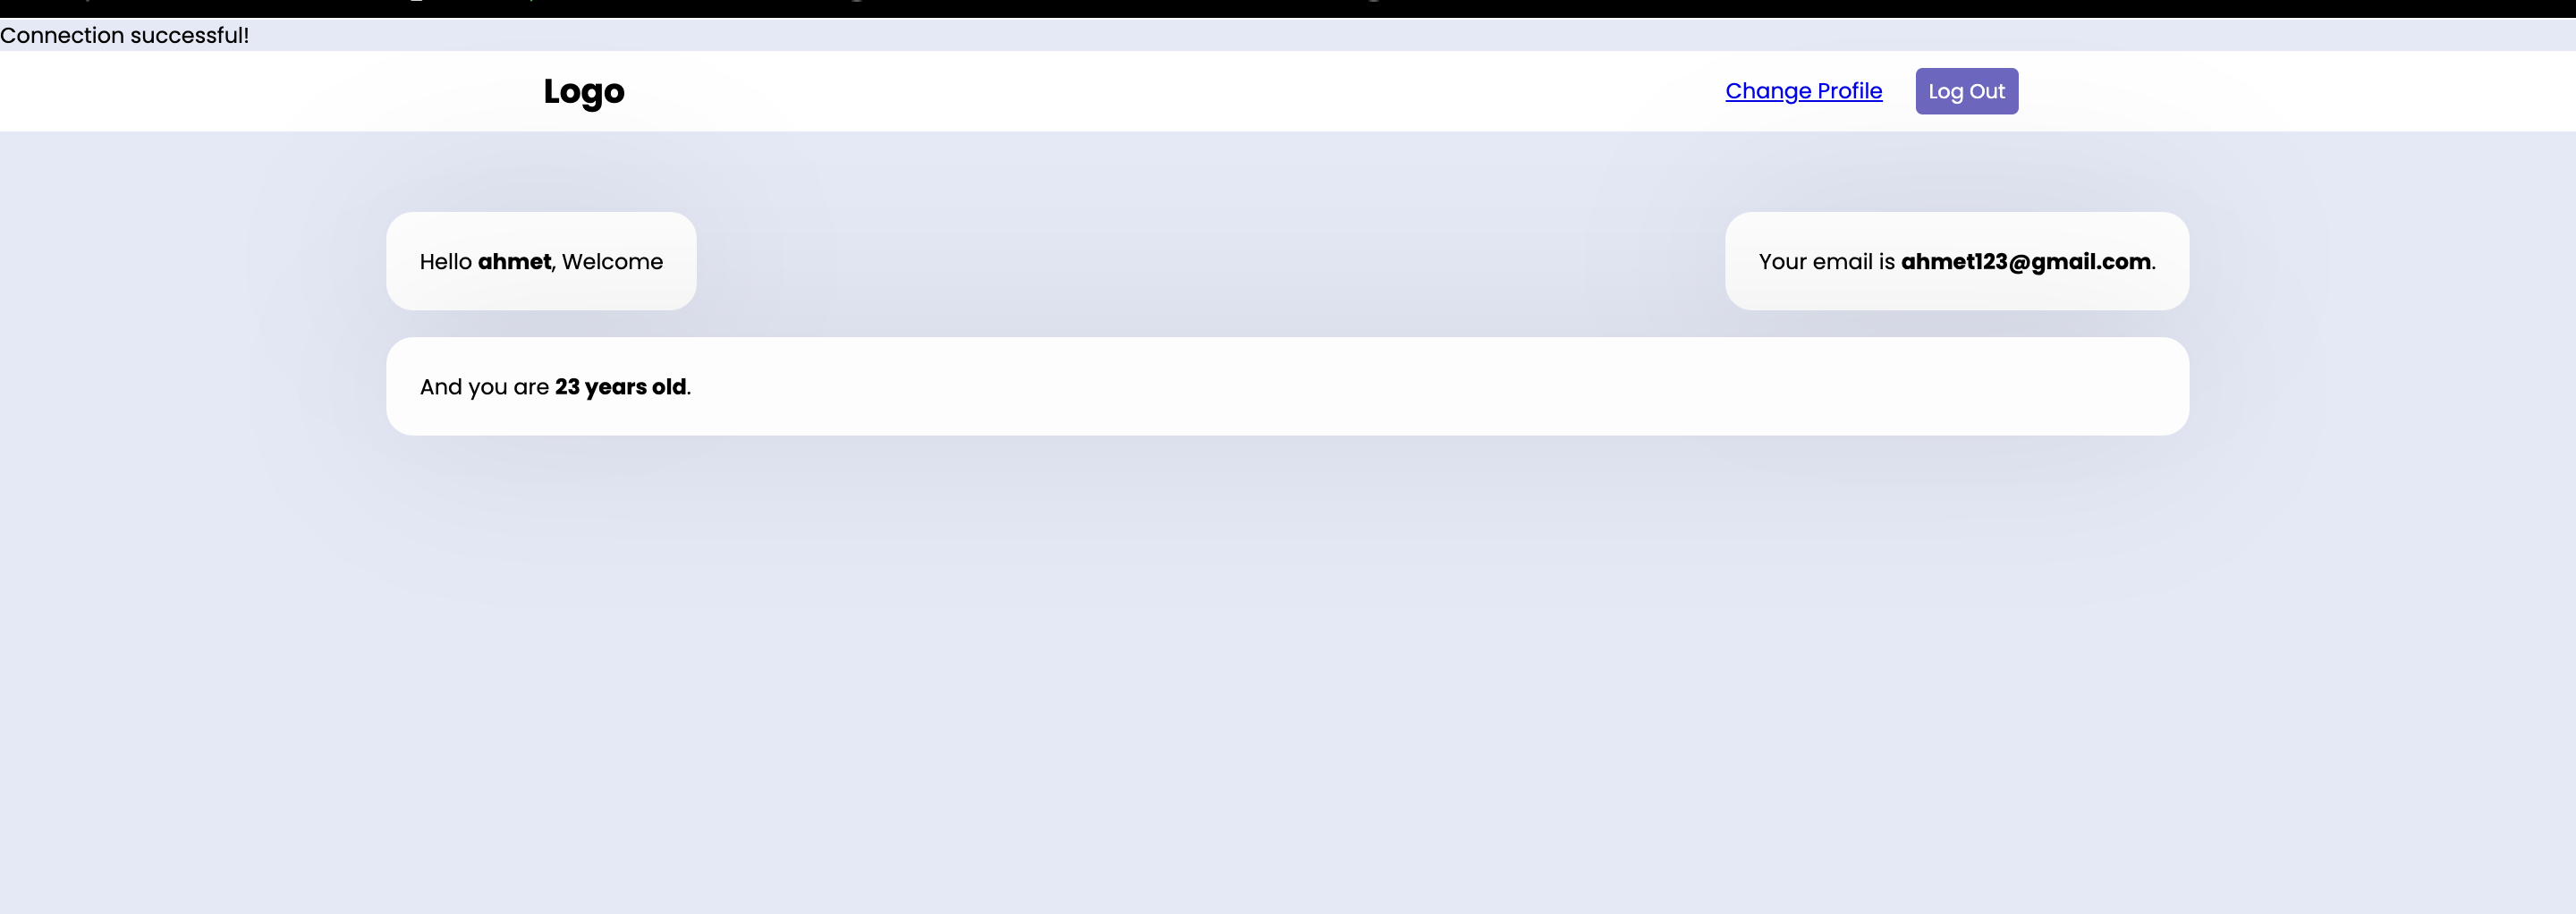 Connection successful!
Logo
Change Profile
Log Out
Hello ahmet, Welcome
Your email is ahmet123@gmail.com.
And you are 23 years old.